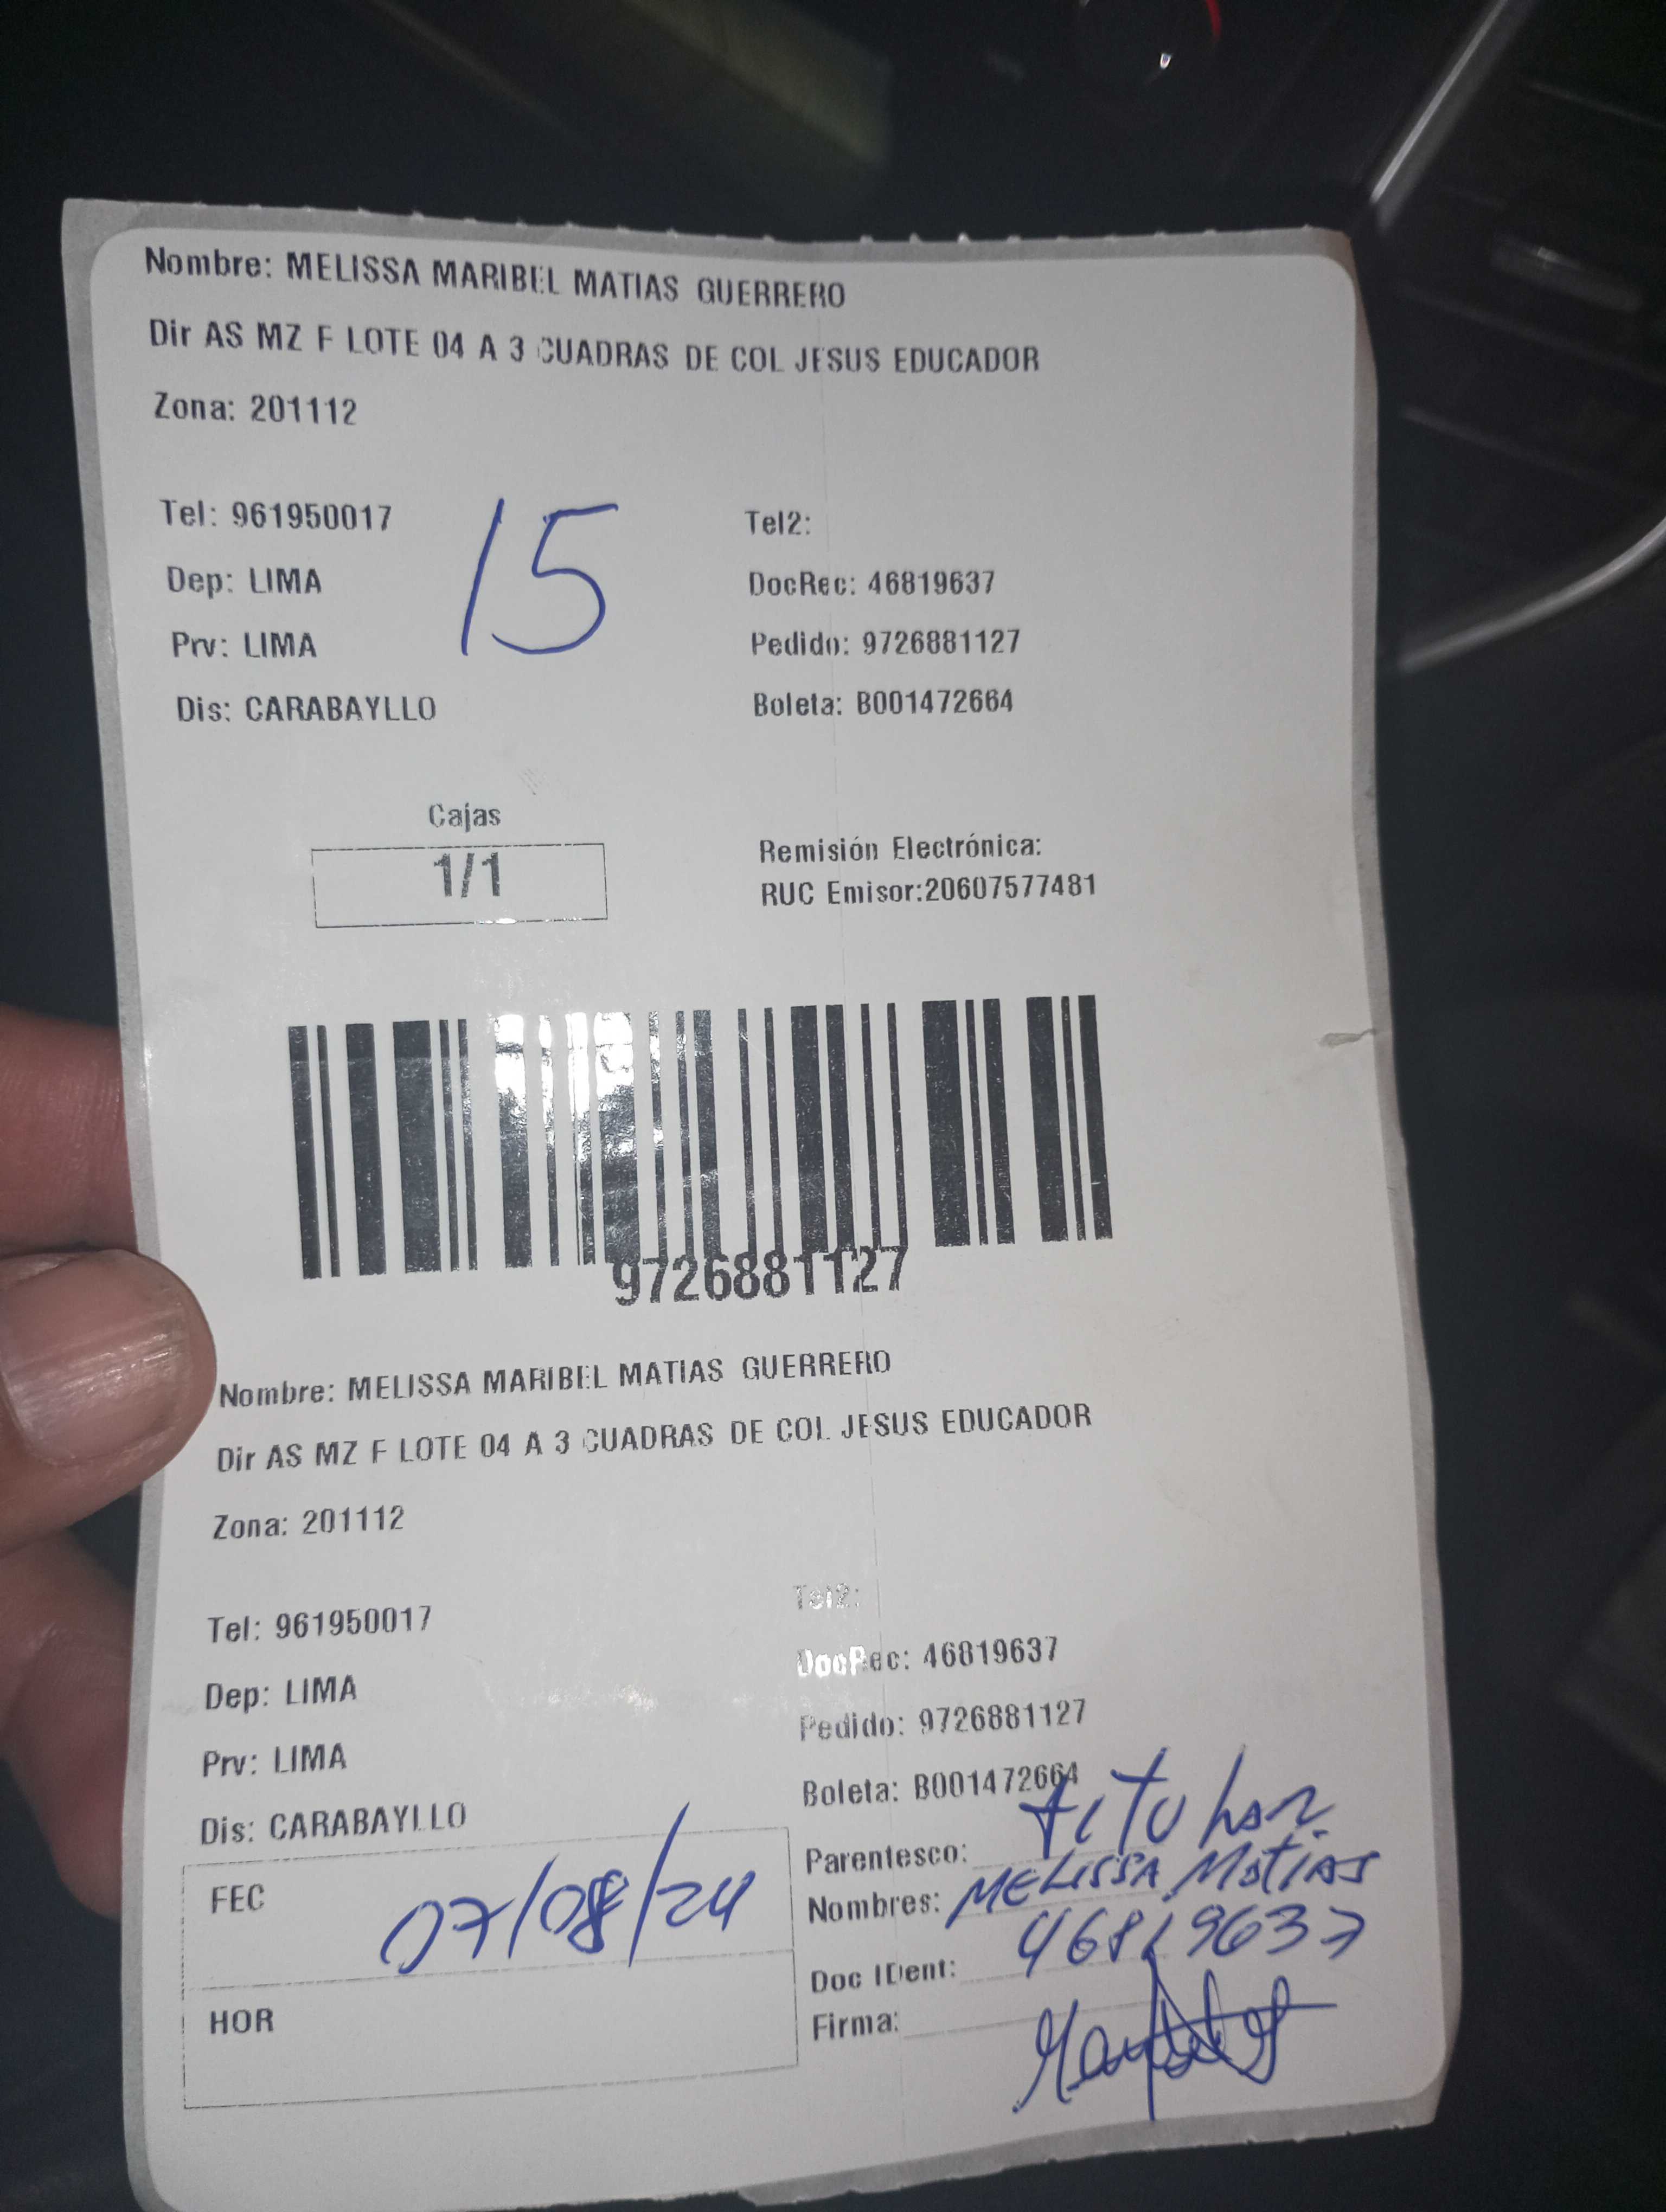 Nombre: MELISSA MARIBEL MATIAS GUERRERO
Dir AS MZ F LOTE 04 A 3 CUADRAS DE COL JESUS EDUCADOR
Zona: 201112
Tel: 961950017
Tel2:
15
Dep: LIMA
DocRec: 46819637
Prv: LIMA
Pedido: 9726881127
Dis: CARABAYLLO
Boleta: B001472664
Cajas
1/1
Remisión Electrónica:
RUC Emisor:20607577481
9726881127
Nombre: MELISSA MARIBEL MATIAS GUERRERO
Dir AS MZ F LOTE 04 A 3 CUADRAS DE COL JESUS EDUCADOR
Zona: 201112
Tel: 961950017
Tel2:
Dep: LIMA
DocRec: 46819637
Prv: LIMA
Pedido: 9726881127
Dis: CARABAYLLO
Boleta: B001472664
FEC 07/08/24
HOR
Parentesco: titular
Nombres: MELISSA Matias
Doc IDent: 46819637
Firma: